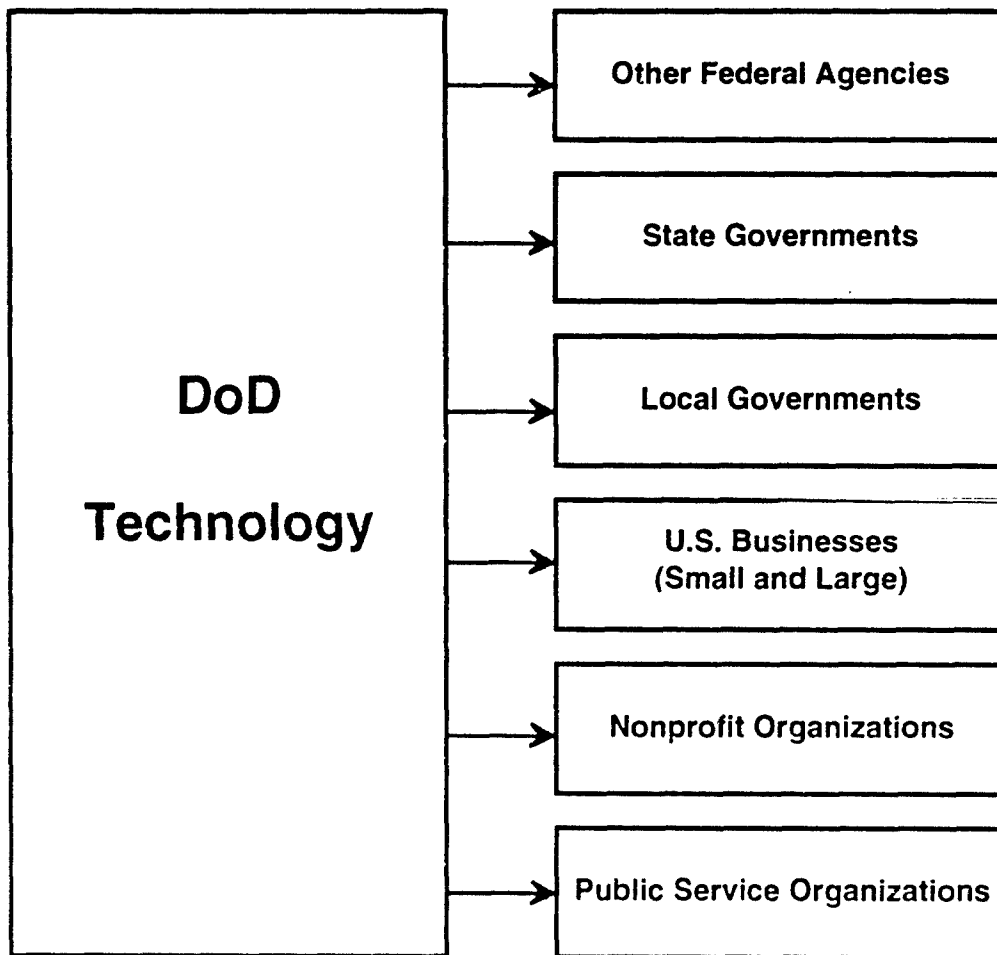 DoD
Technology
Other Federal Agencies
State Governments
Local Governments
U.S. Businesses
(Small and Large)
Nonprofit Organizations
Public Service Organizations